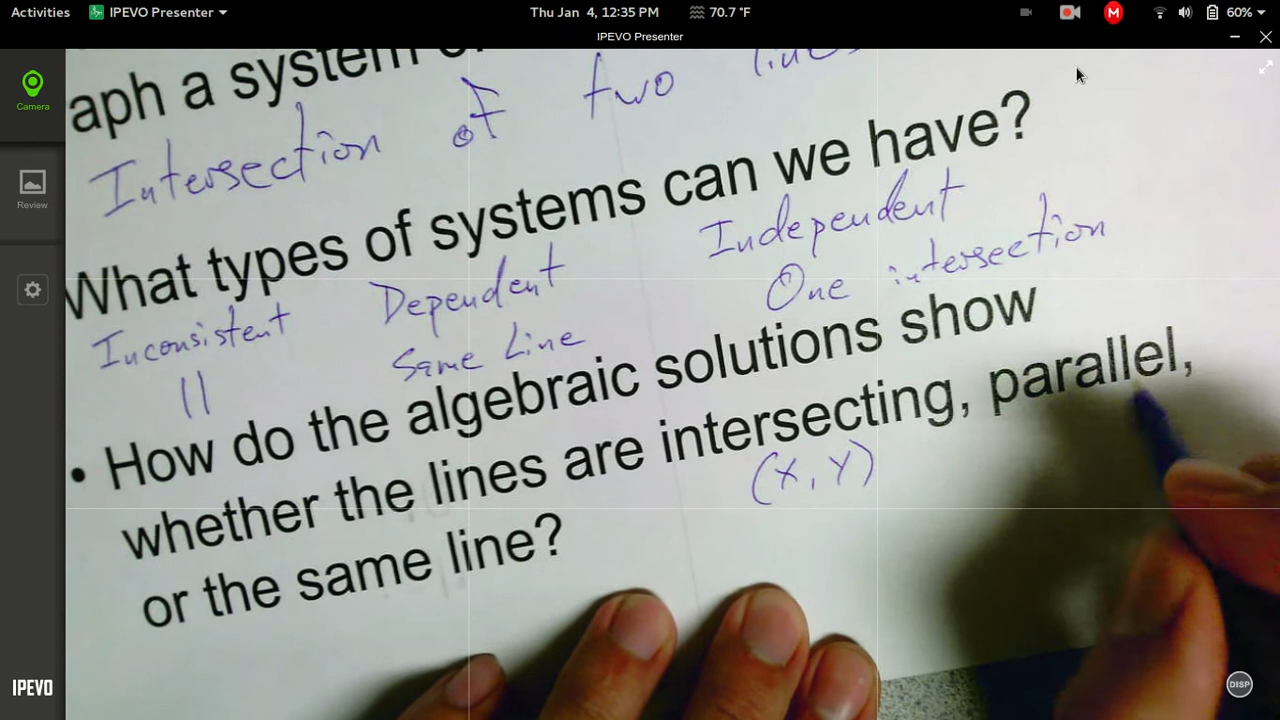 Activities IPEVO Presenter Thu Jan 4, 12:35 PM 70.7 °F M 60%
IPEVO Presenter
Camera
Review
IPEVO
DISP
aph a system
Intersection of two lines
What types of systems can we have?
Inconsistent Dependent Independent
|| Same Line One intersection
• How do the algebraic solutions show
whether the lines are intersecting, parallel,
(x, y)
or the same line?